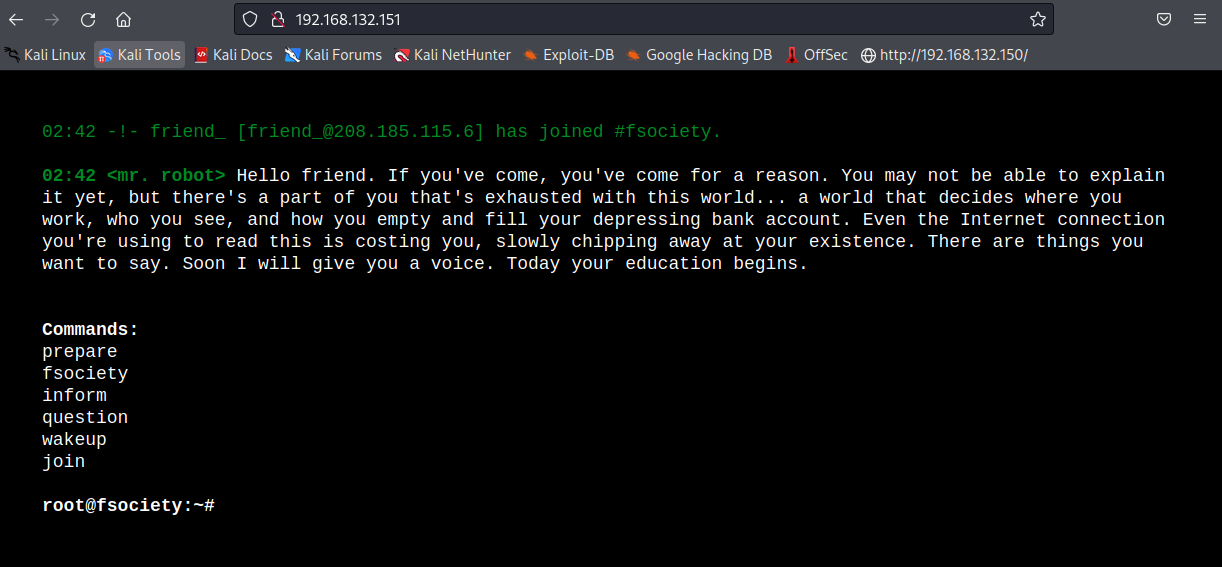 192.168.132.151
Kali Linux Kali Tools Kali Docs Kali Forums Kali NetHunter Exploit-DB Google Hacking DB OffSec http://192.168.132.150/
02:42 -!- friend_ [friend_@208.185.115.6] has joined #fsociety.
02:42 <mr. robot> Hello friend. If you've come, you've come for a reason. You may not be able to explain
it yet, but there's a part of you that's exhausted with this world... a world that decides where you
work, who you see, and how you empty and fill your depressing bank account. Even the Internet connection
you're using to read this is costing you, slowly chipping away at your existence. There are things you
want to say. Soon I will give you a voice. Today your education begins.
Commands:
prepare
fsociety
inform
question
wakeup
join
root@fsociety:~#